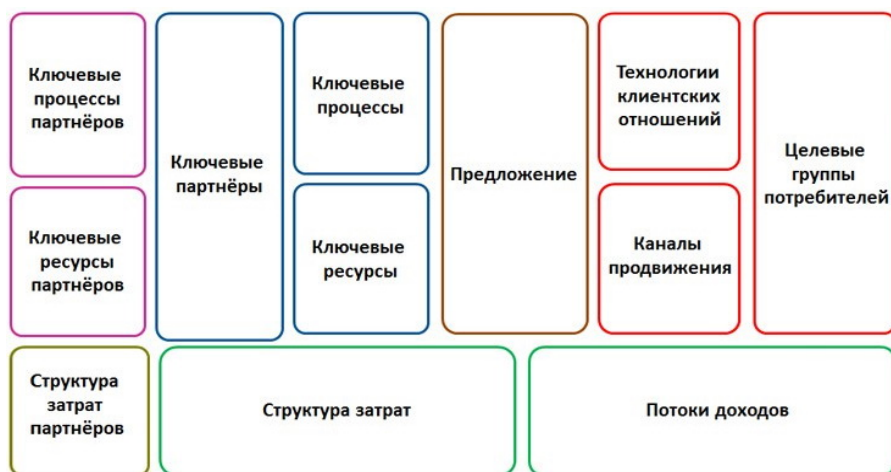 Ключевые
процессы
партнёров
Ключевые
партнёры
Ключевые
процессы
Предложение
Технологии
клиентских
отношений
Целевые
группы
потребителей
Ключевые
ресурсы
партнёров
Ключевые
ресурсы
Каналы
продвижения
Структура
затрат
партнёров
Структура затрат
Потоки доходов